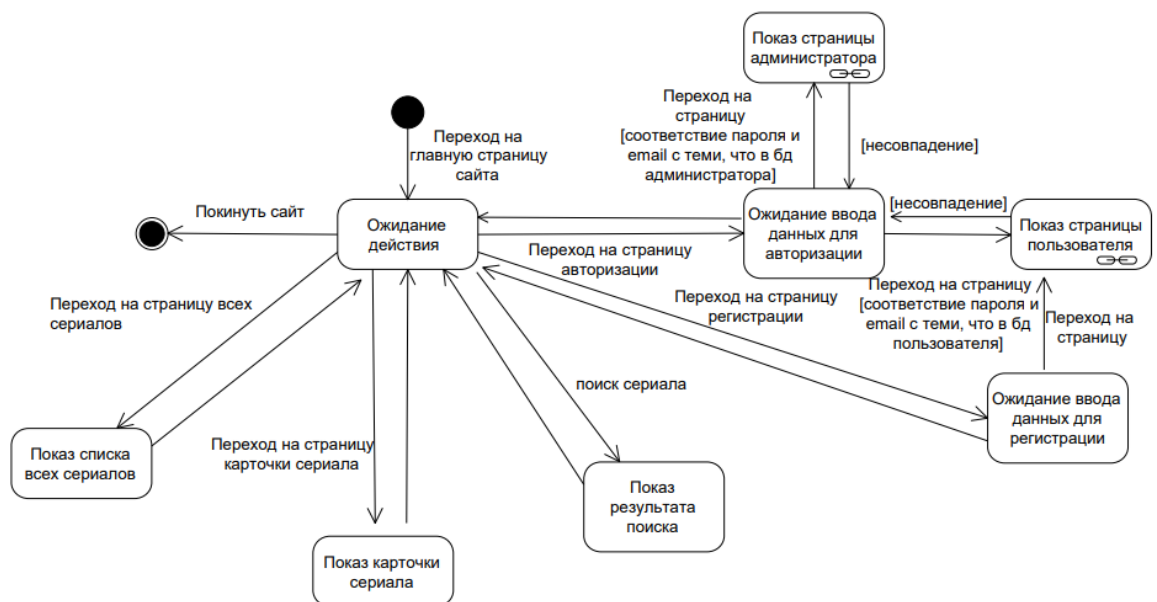 Показ страницы
администратора
Переход на
страницу
[соответствие пароля и
email с теми, что в бд
администратора]
[несовпадение]
Переход на
главную страницу
сайта
Покинуть сайт
Ожидание
действия
Ожидание ввода
данных для
авторизации
[несовпадение]
Показ страницы
пользователя
Переход на страницу
авторизации
Переход на страницу всех
сериалов
Переход на страницу
регистрации
Переход на страницу
[соответствие пароля и
email с теми, что в бд
пользователя]
Переход на
страницу
поиск сериала
Ожидание ввода
данных для
регистрации
Переход на страницу
карточки сериала
Показ списка
всех сериалов
Показ
результата
поиска
Показ карточки
сериала